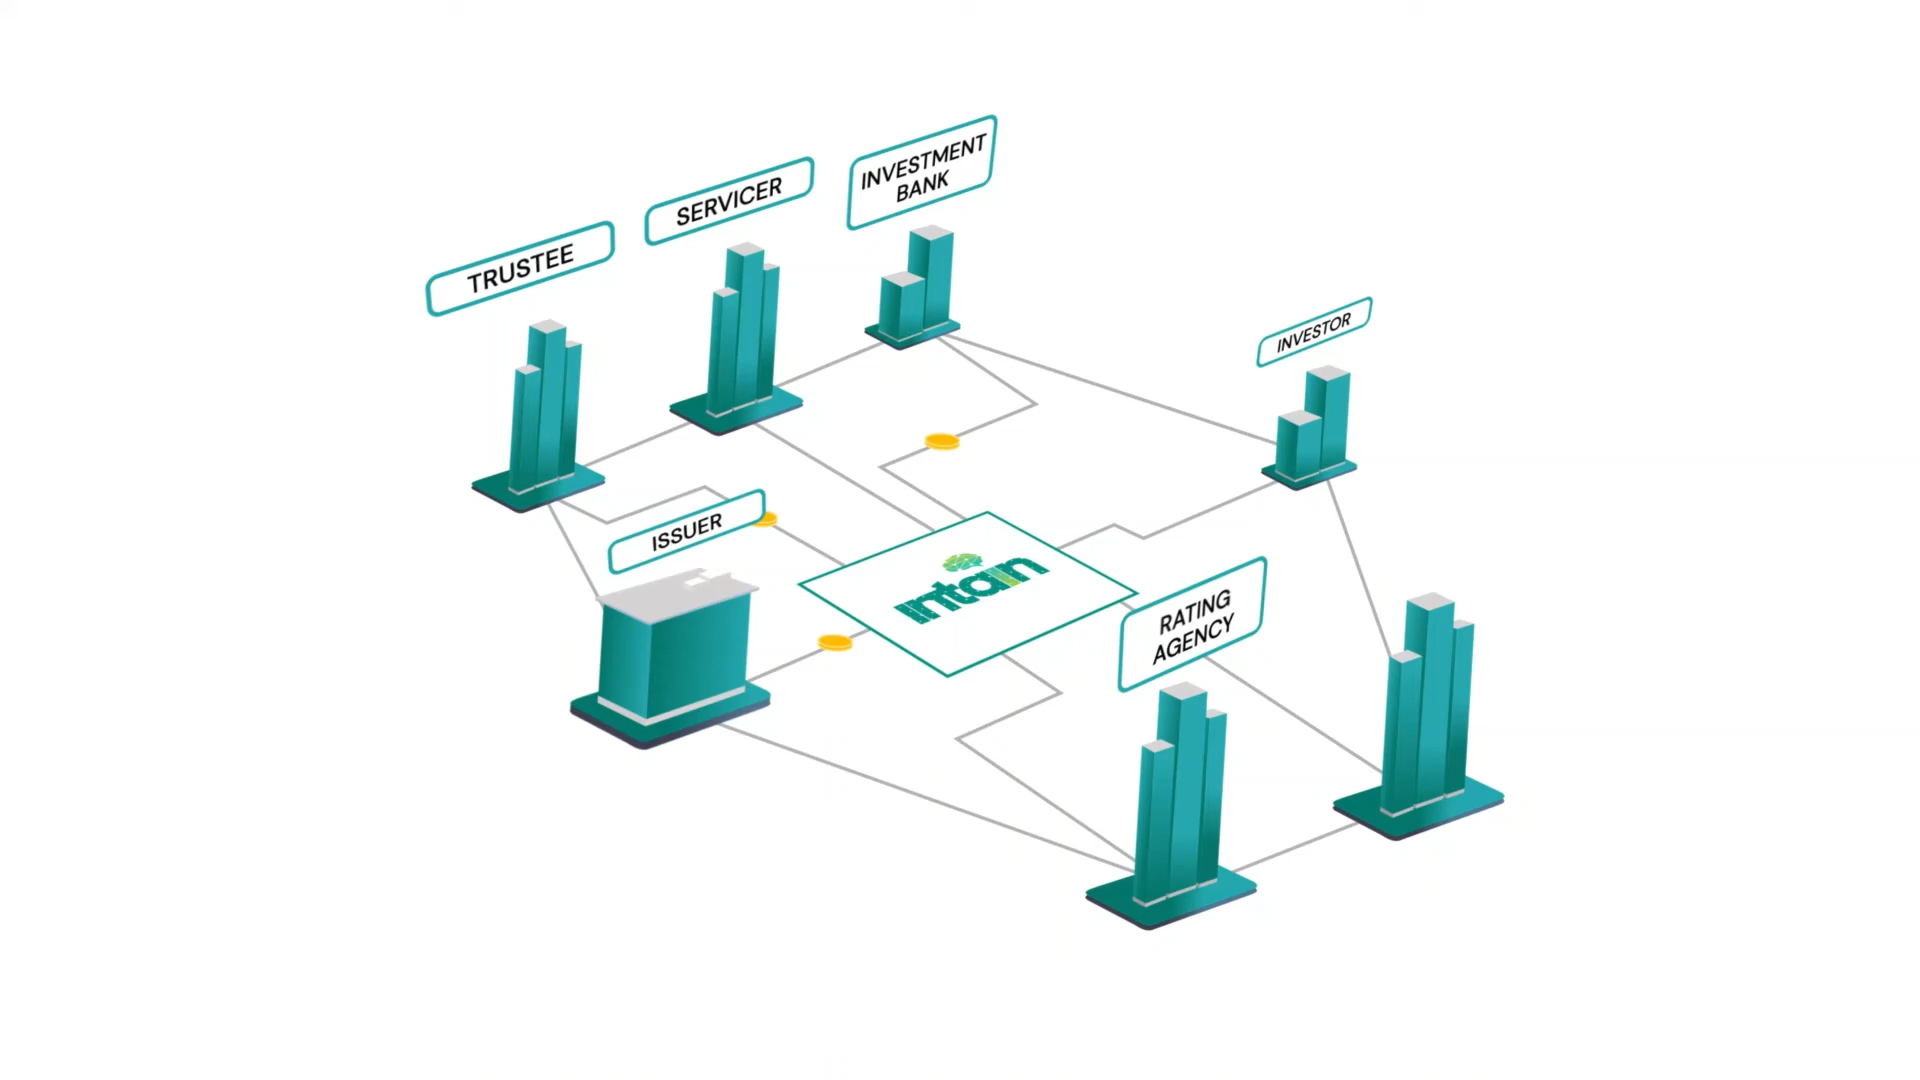 INVESTMENT
BANK
SERVICER
TRUSTEE
INVESTOR
ISSUER
intain
RATING
AGENCY